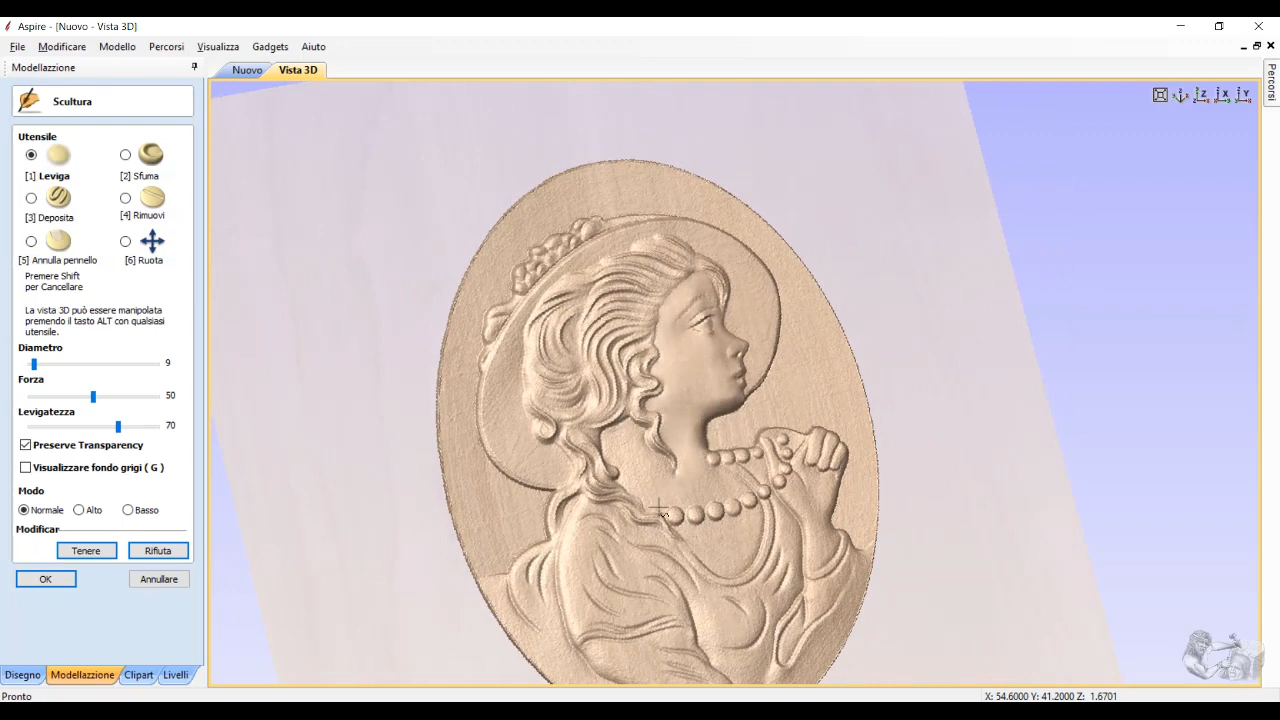 Aspire - [Nuovo - Vista 3D]
File Modificare Modello Percorsi Visualizza Gadgets Aiuto
Modellazzione
Nuovo Vista 3D
Percorsi
Scultura
Z X Y
Utensile
[1] Leviga [2] Sfuma
[3] Deposita [4] Rimuovi
[5] Annulla pennello [6] Ruota
Premere Shift
per Cancellare
La vista 3D può essere manipolata
premendo il tasto ALT con qualsiasi
utensile.
Diametro
9
Forza
50
Levigatezza
70
Preserve Transparency
Visualizzare fondo grigi ( G )
Modo
Normale Alto Basso
Modificar
Tenere Rifiuta
OK Annullare
Disegno Modellazzione Clipart Livelli
Pronto
X: 54.6000 Y: 41.2000 Z: 1.6701